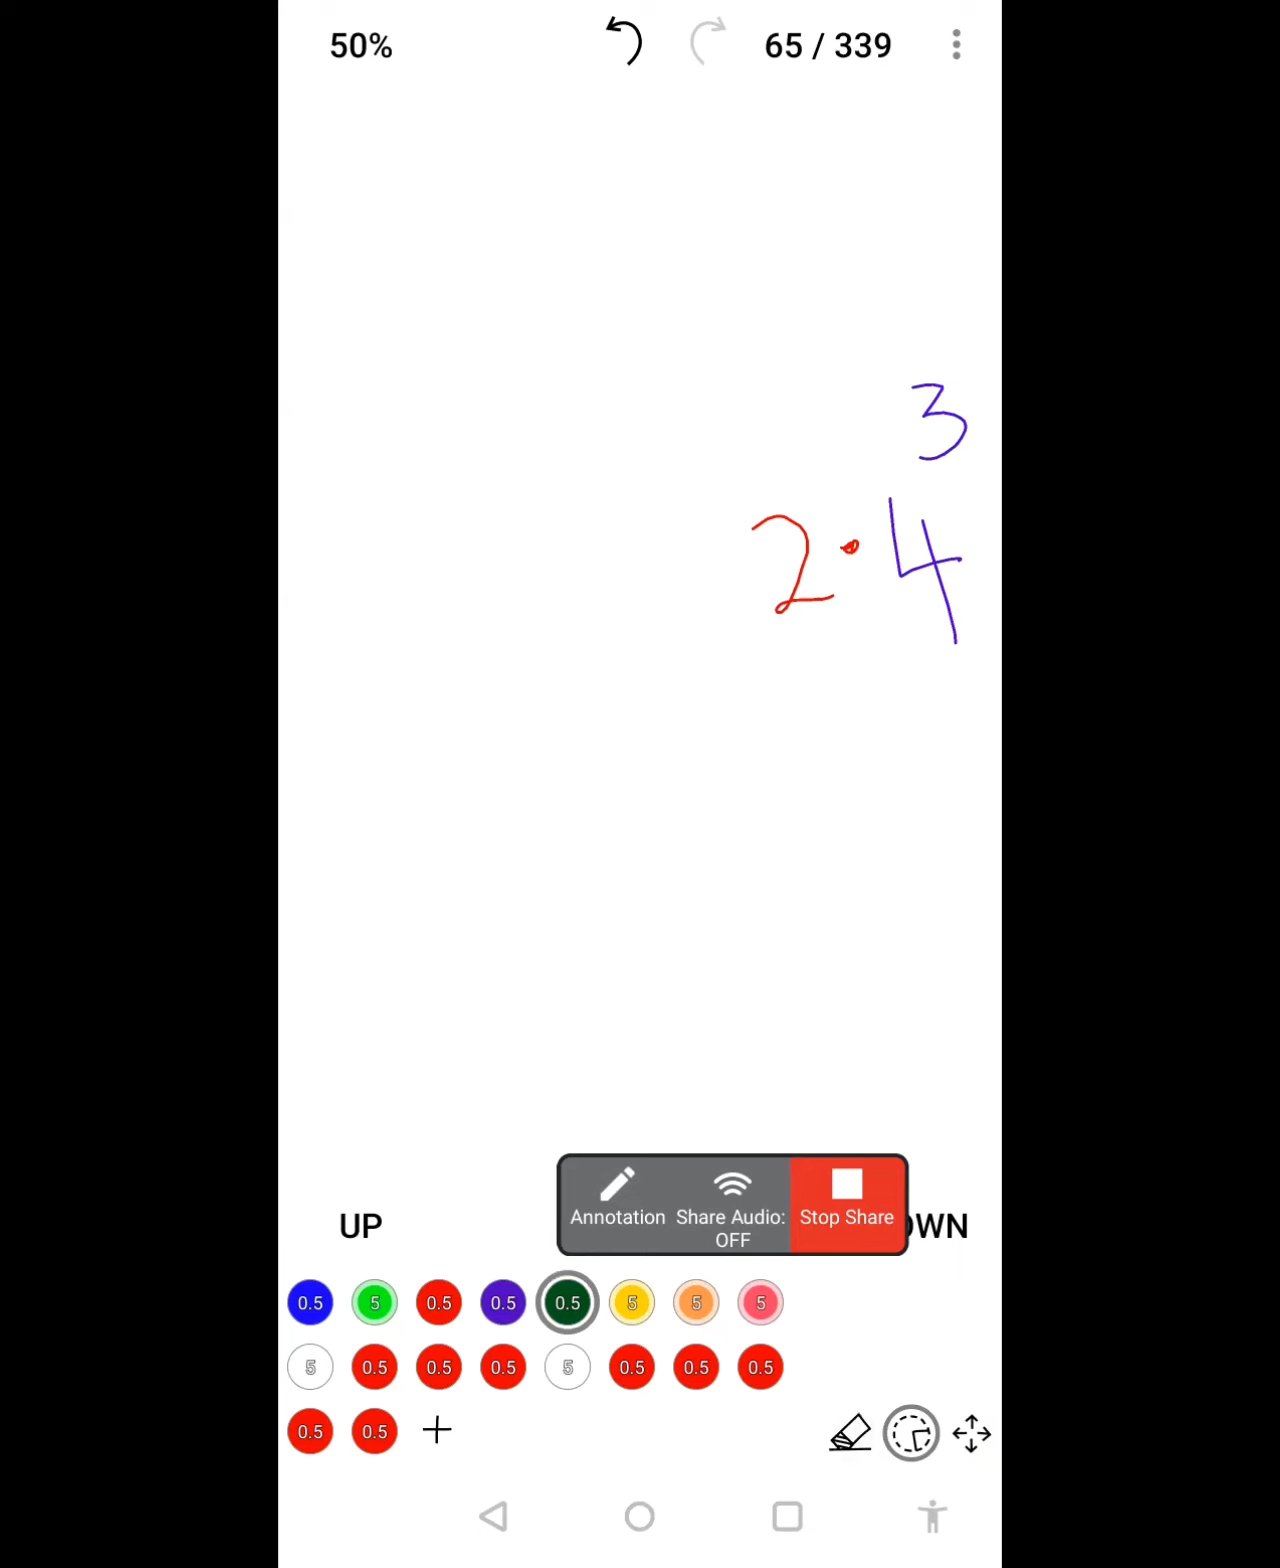 50% 65 / 339
3
2 · 4
Annotation Share Audio: OFF Stop Share
UP OWN
0.5 5 0.5 0.5 0.5 5 5 5
5 0.5 0.5 0.5 5 0.5 0.5 0.5
0.5 0.5 +